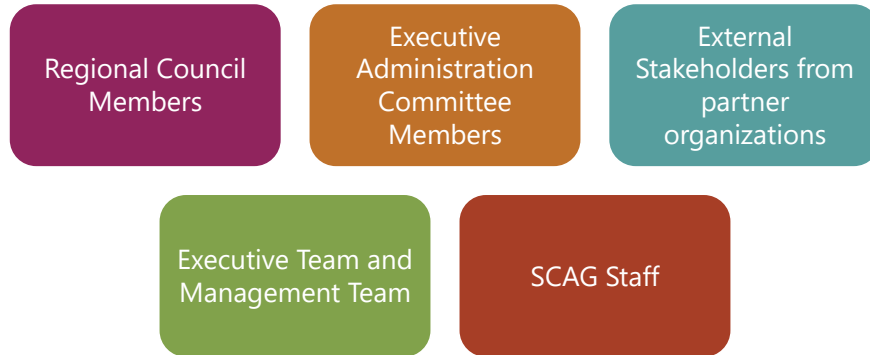 Regional Council
Members
Executive
Administration
Committee
Members
External
Stakeholders from
partner
organizations
Executive Team and
Management Team
SCAG Staff